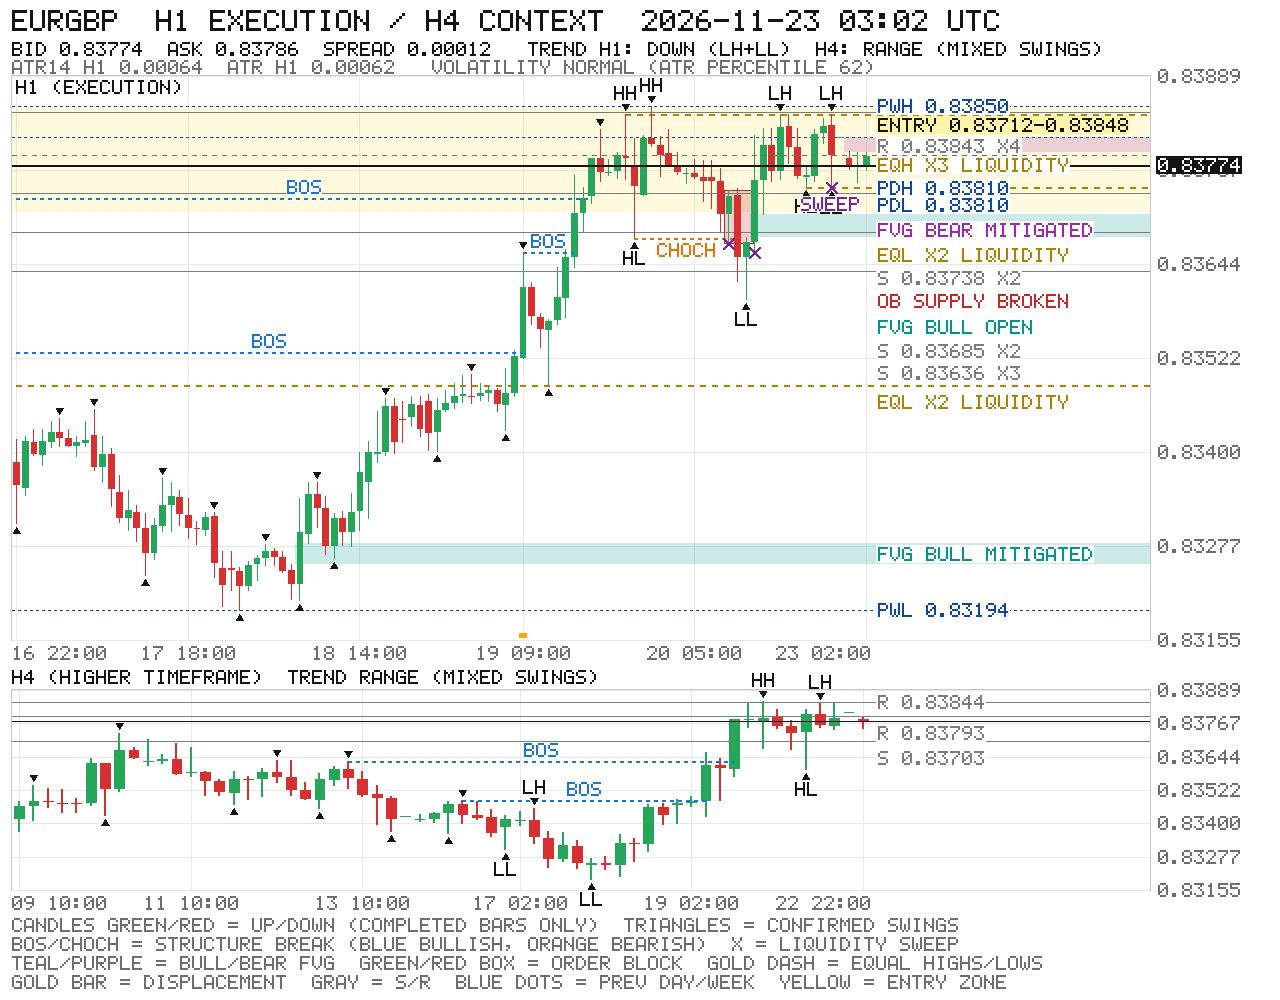 EURGBP  H1 EXECUTION / H4 CONTEXT  2026-11-23 03:02 UTC
BID 0.83774  ASK 0.83786  SPREAD 0.00012   TREND H1: DOWN (LH+LL)  H4: RANGE (MIXED SWINGS)
ATR14 H1 0.00064  ATR H1 0.00062   VOLATILITY NORMAL (ATR PERCENTILE 62)
H1 (EXECUTION)
0.83889
HH
HH
LH
LH
PWH 0.83850
ENTRY 0.83712-0.83848
R 0.83843 X4
EQH X3 LIQUIDITY
0.83774
BOS
PDH 0.83810
SWEEP
PDL 0.83810
FVG BEAR MITIGATED
BOS
CHOCH
HL
EQL X2 LIQUIDITY
0.83644
S 0.83738 X2
OB SUPPLY BROKEN
LL
FVG BULL OPEN
BOS
S 0.83685 X2
0.83522
S 0.83636 X3
EQL X2 LIQUIDITY
0.83400
0.83277
FVG BULL MITIGATED
PWL 0.83194
0.83155
16 22:00
17 18:00
18 14:00
19 09:00
20 05:00
23 02:00
H4 (HIGHER TIMEFRAME)  TREND RANGE (MIXED SWINGS)
HH
LH
0.83889
R 0.83844
0.83767
R 0.83793
BOS
S 0.83703
0.83644
LH
BOS
HL
0.83522
0.83400
LL
0.83277
LL
0.83155
09 10:00
11 10:00
13 10:00
17 02:00
19 02:00
22 22:00
CANDLES GREEN/RED = UP/DOWN (COMPLETED BARS ONLY)  TRIANGLES = CONFIRMED SWINGS
BOS/CHOCH = STRUCTURE BREAK (BLUE BULLISH, ORANGE BEARISH)  X = LIQUIDITY SWEEP
TEAL/PURPLE = BULL/BEAR FVG  GREEN/RED BOX = ORDER BLOCK  GOLD DASH = EQUAL HIGHS/LOWS
GOLD BAR = DISPLACEMENT  GRAY = S/R  BLUE DOTS = PREV DAY/WEEK  YELLOW = ENTRY ZONE